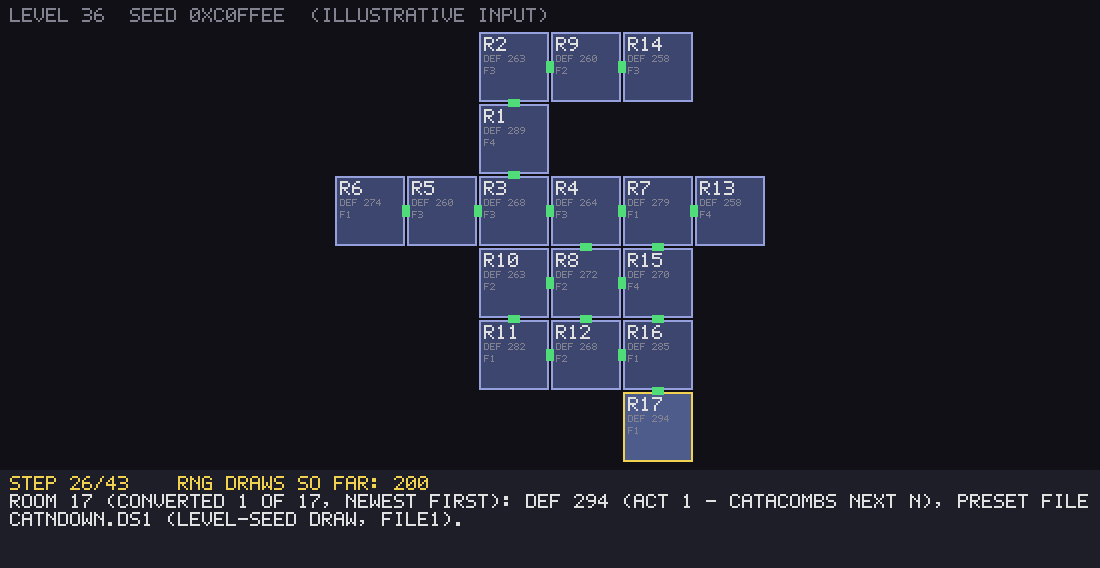 LEVEL 36  SEED 0XC0FFEE  (ILLUSTRATIVE INPUT)
R2 R9 R14
DEF 263 DEF 260 DEF 258
F3 F2 F3
R1
DEF 289
F4
R6 R5 R3 R4 R7 R13
DEF 274 DEF 260 DEF 268 DEF 264 DEF 279 DEF 258
F1 F3 F3 F3 F1 F4
R10 R8 R15
DEF 263 DEF 272 DEF 270
F2 F2 F4
R11 R12 R16
DEF 282 DEF 268 DEF 285
F1 F2 F1
R17
DEF 294
F1
STEP 26/43    RNG DRAWS SO FAR: 200
ROOM 17 (CONVERTED 1 OF 17, NEWEST FIRST): DEF 294 (ACT 1 - CATACOMBS NEXT N), PRESET FILE
CATNDOWN.DS1 (LEVEL-SEED DRAW, FILE1).